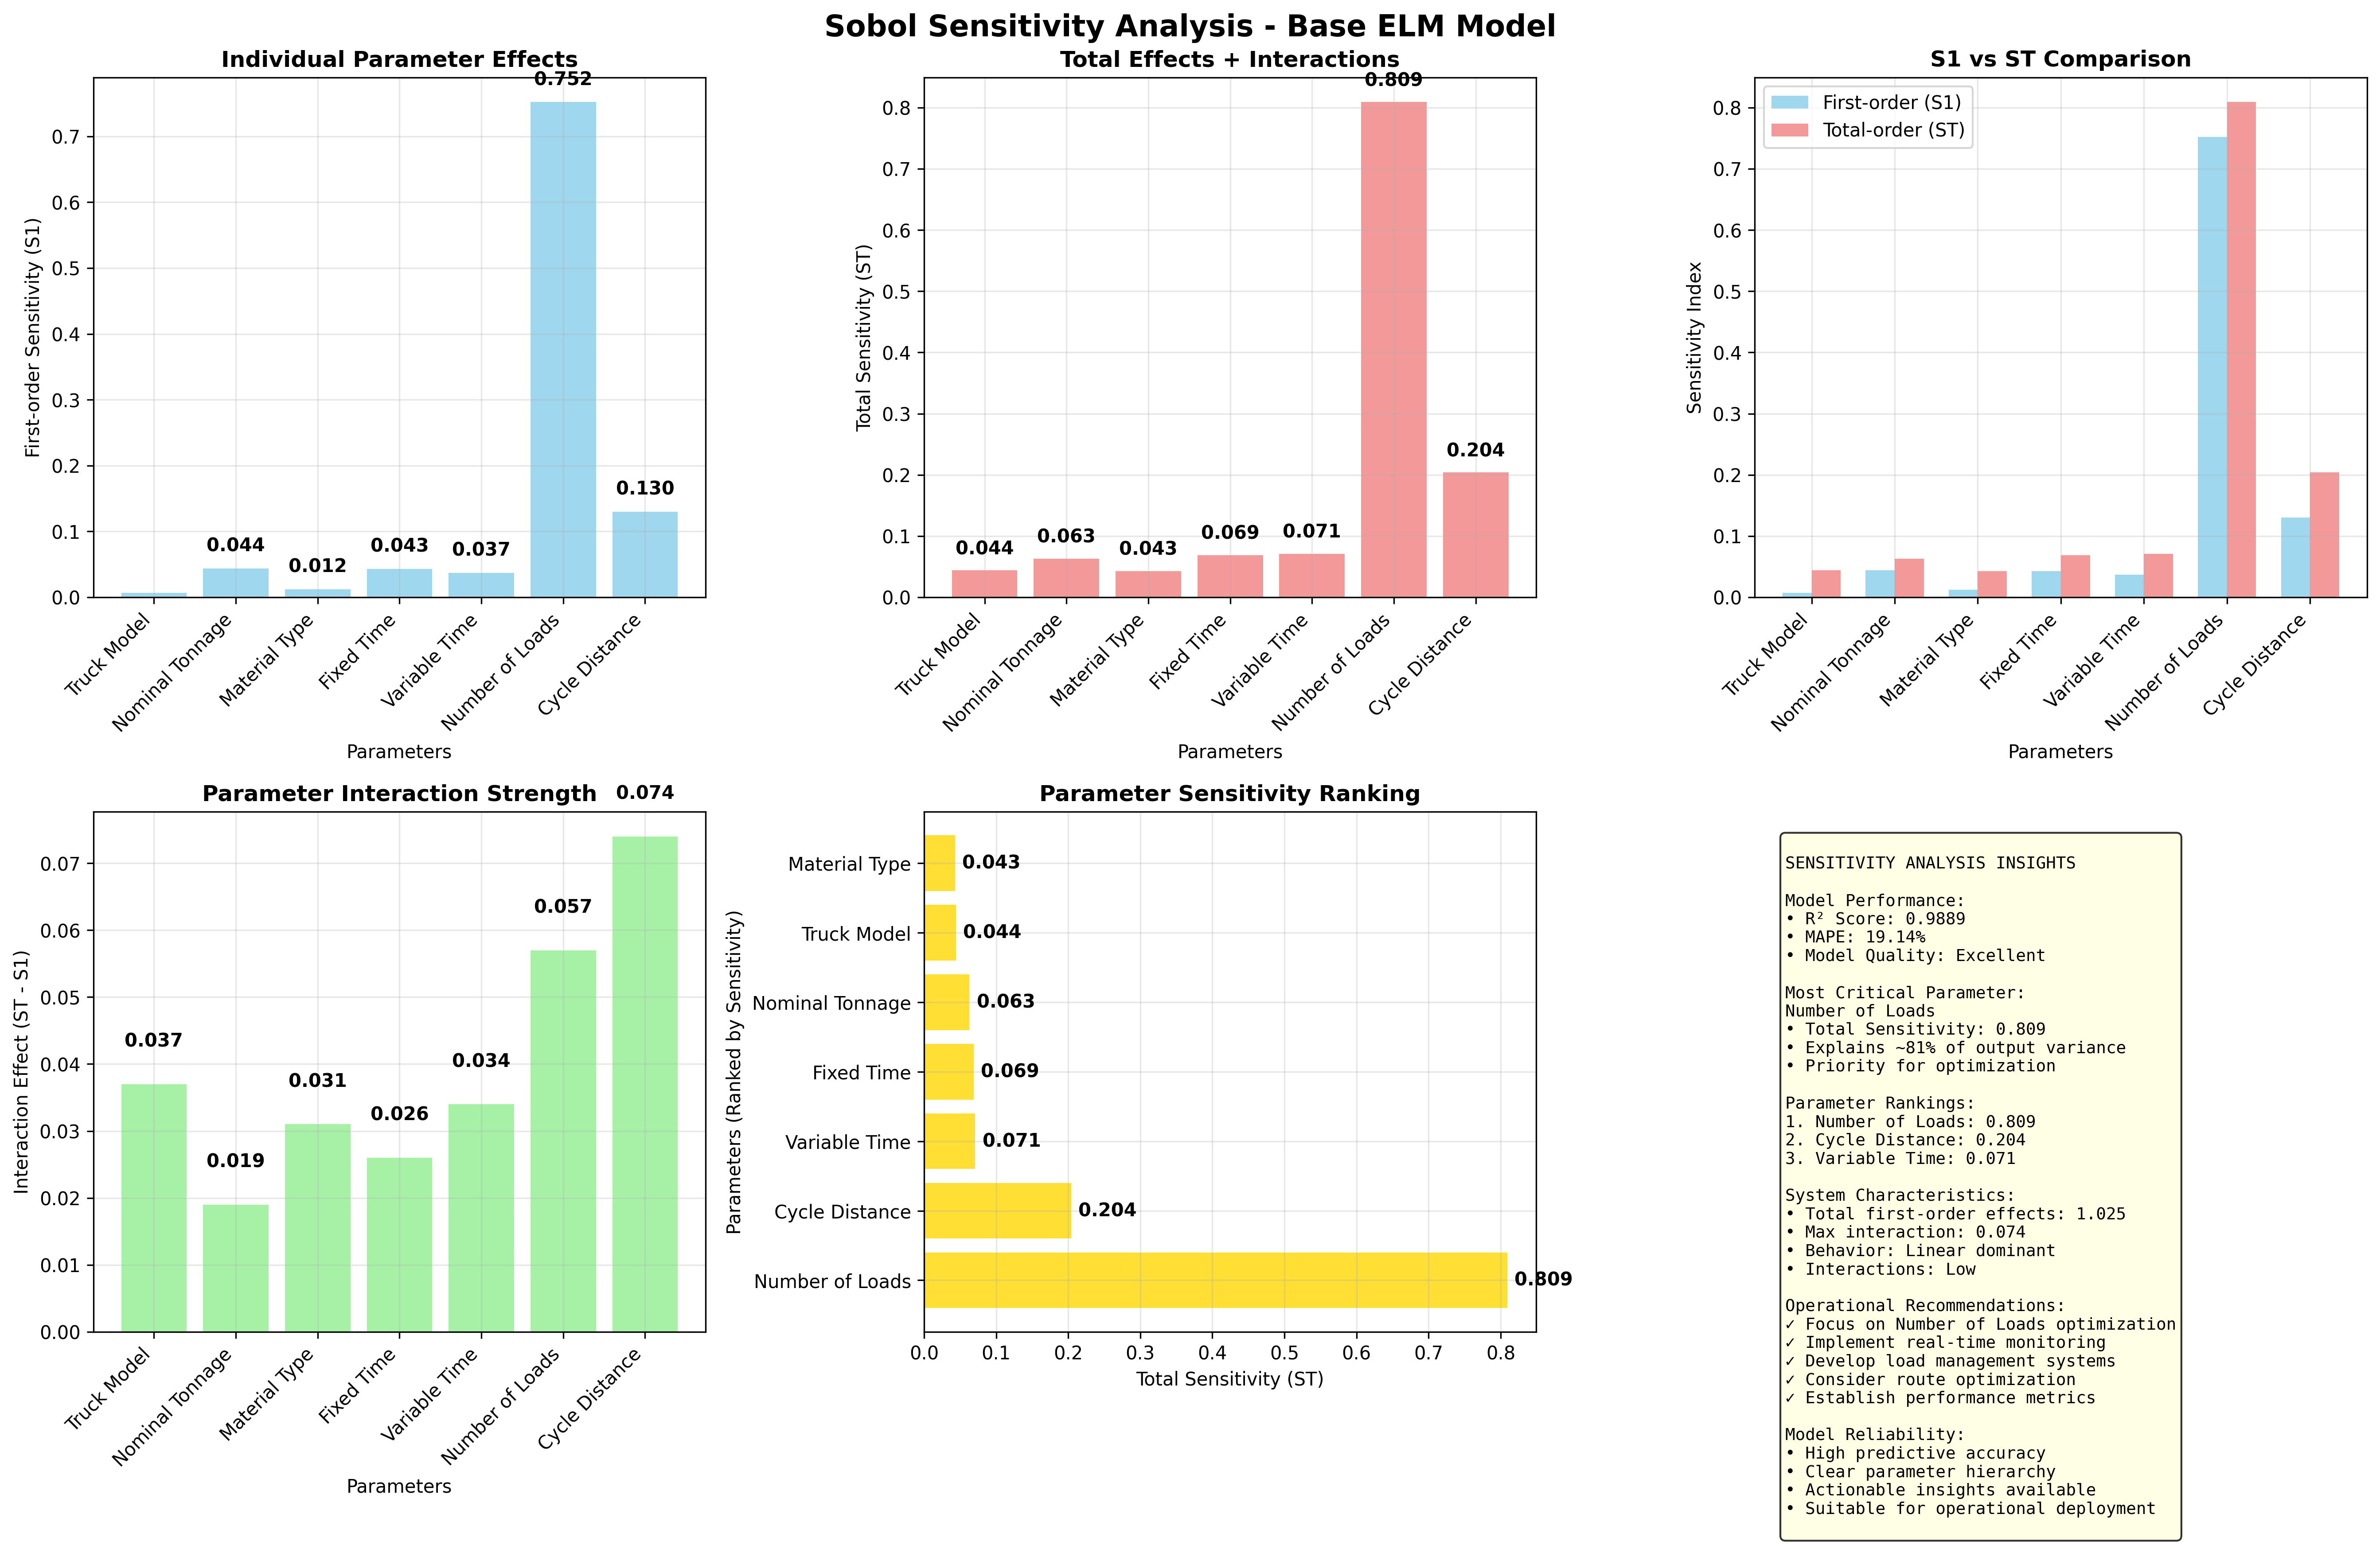 Sobol Sensitivity Analysis - Base ELM Model
Individual Parameter Effects
0.752
0.044
0.012
0.043
0.037
0.130
First-order Sensitivity (S1)
0.7
0.6
0.5
0.4
0.3
0.2
0.1
0.0
Truck Model
Nominal Tonnage
Material Type
Fixed Time
Variable Time
Number of Loads
Cycle Distance
Parameters
Total Effects + Interactions
0.809
0.044
0.063
0.043
0.069
0.071
0.204
Total Sensitivity (ST)
0.8
0.7
0.6
0.5
0.4
0.3
0.2
0.1
0.0
Truck Model
Nominal Tonnage
Material Type
Fixed Time
Variable Time
Number of Loads
Cycle Distance
Parameters
S1 vs ST Comparison
First-order (S1)
Total-order (ST)
Sensitivity Index
0.8
0.7
0.6
0.5
0.4
0.3
0.2
0.1
0.0
Truck Model
Nominal Tonnage
Material Type
Fixed Time
Variable Time
Number of Loads
Cycle Distance
Parameters
Parameter Interaction Strength
0.037
0.019
0.031
0.026
0.034
0.057
0.074
Interaction Effect (ST - S1)
0.07
0.06
0.05
0.04
0.03
0.02
0.01
0.00
Truck Model
Nominal Tonnage
Material Type
Fixed Time
Variable Time
Number of Loads
Cycle Distance
Parameters
Parameter Sensitivity Ranking
Parameters (Ranked by Sensitivity)
Material Type 0.043
Truck Model 0.044
Nominal Tonnage 0.063
Fixed Time 0.069
Variable Time 0.071
Cycle Distance 0.204
Number of Loads 0.809
0.0 0.1 0.2 0.3 0.4 0.5 0.6 0.7 0.8
Total Sensitivity (ST)
SENSITIVITY ANALYSIS INSIGHTS
Model Performance:
• R² Score: 0.9889
• MAPE: 19.14%
• Model Quality: Excellent
Most Critical Parameter:
Number of Loads
• Total Sensitivity: 0.809
• Explains ~81% of output variance
• Priority for optimization
Parameter Rankings:
1. Number of Loads: 0.809
2. Cycle Distance: 0.204
3. Variable Time: 0.071
System Characteristics:
• Total first-order effects: 1.025
• Max interaction: 0.074
• Behavior: Linear dominant
• Interactions: Low
Operational Recommendations:
✓ Focus on Number of Loads optimization
✓ Implement real-time monitoring
✓ Develop load management systems
✓ Consider route optimization
✓ Establish performance metrics
Model Reliability:
• High predictive accuracy
• Clear parameter hierarchy
• Actionable insights available
• Suitable for operational deployment